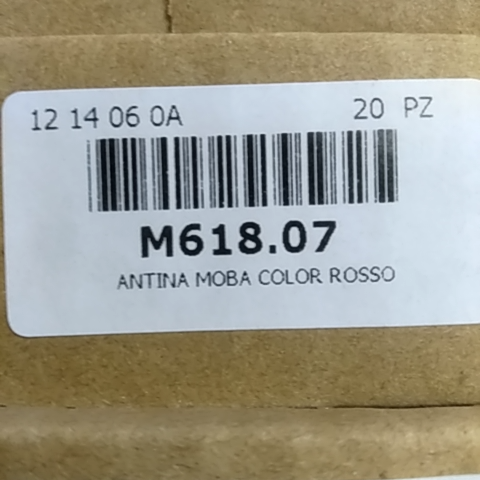 12 14 06 0A 20 PZ
M618.07
ANTINA MOBA COLOR ROSSO